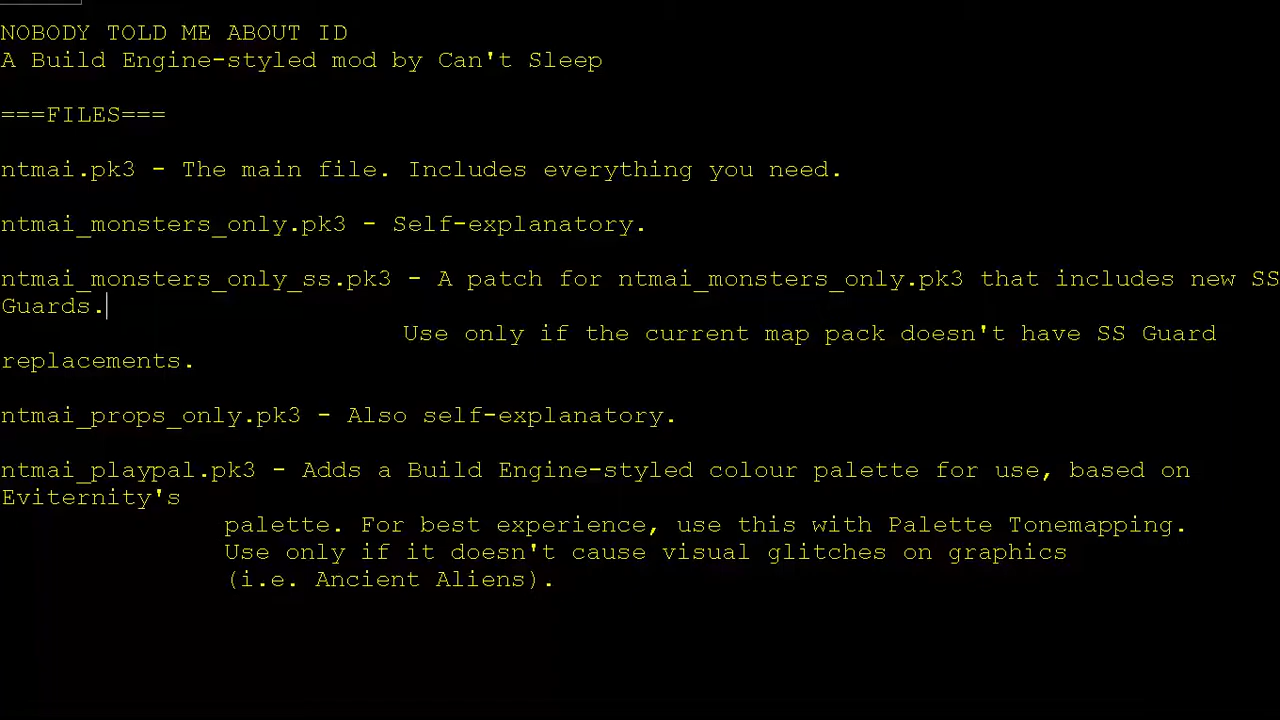 NOBODY TOLD ME ABOUT ID
A Build Engine-styled mod by Can't Sleep
===FILES===
ntmai.pk3 - The main file. Includes everything you need.
ntmai_monsters_only.pk3 - Self-explanatory.
ntmai_monsters_only_ss.pk3 - A patch for ntmai_monsters_only.pk3 that includes new SS
Guards.
Use only if the current map pack doesn't have SS Guard
replacements.
ntmai_props_only.pk3 - Also self-explanatory.
ntmai_playpal.pk3 - Adds a Build Engine-styled colour palette for use, based on
Eviternity's
palette. For best experience, use this with Palette Tonemapping.
Use only if it doesn't cause visual glitches on graphics
(i.e. Ancient Aliens).